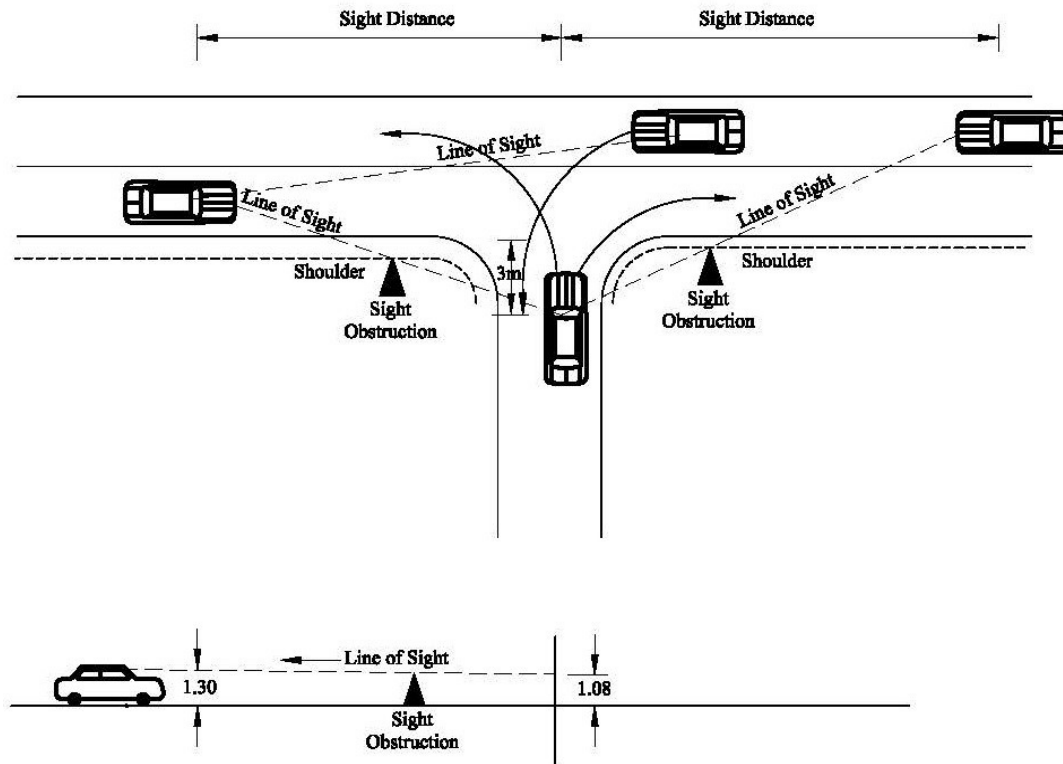 Sight Distance
Sight Distance
Line of Sight
Line of Sight
Line of Sight
Shoulder
3m
Shoulder
Sight
Obstruction
Sight
Obstruction
Line of Sight
1.30
1.08
Sight
Obstruction